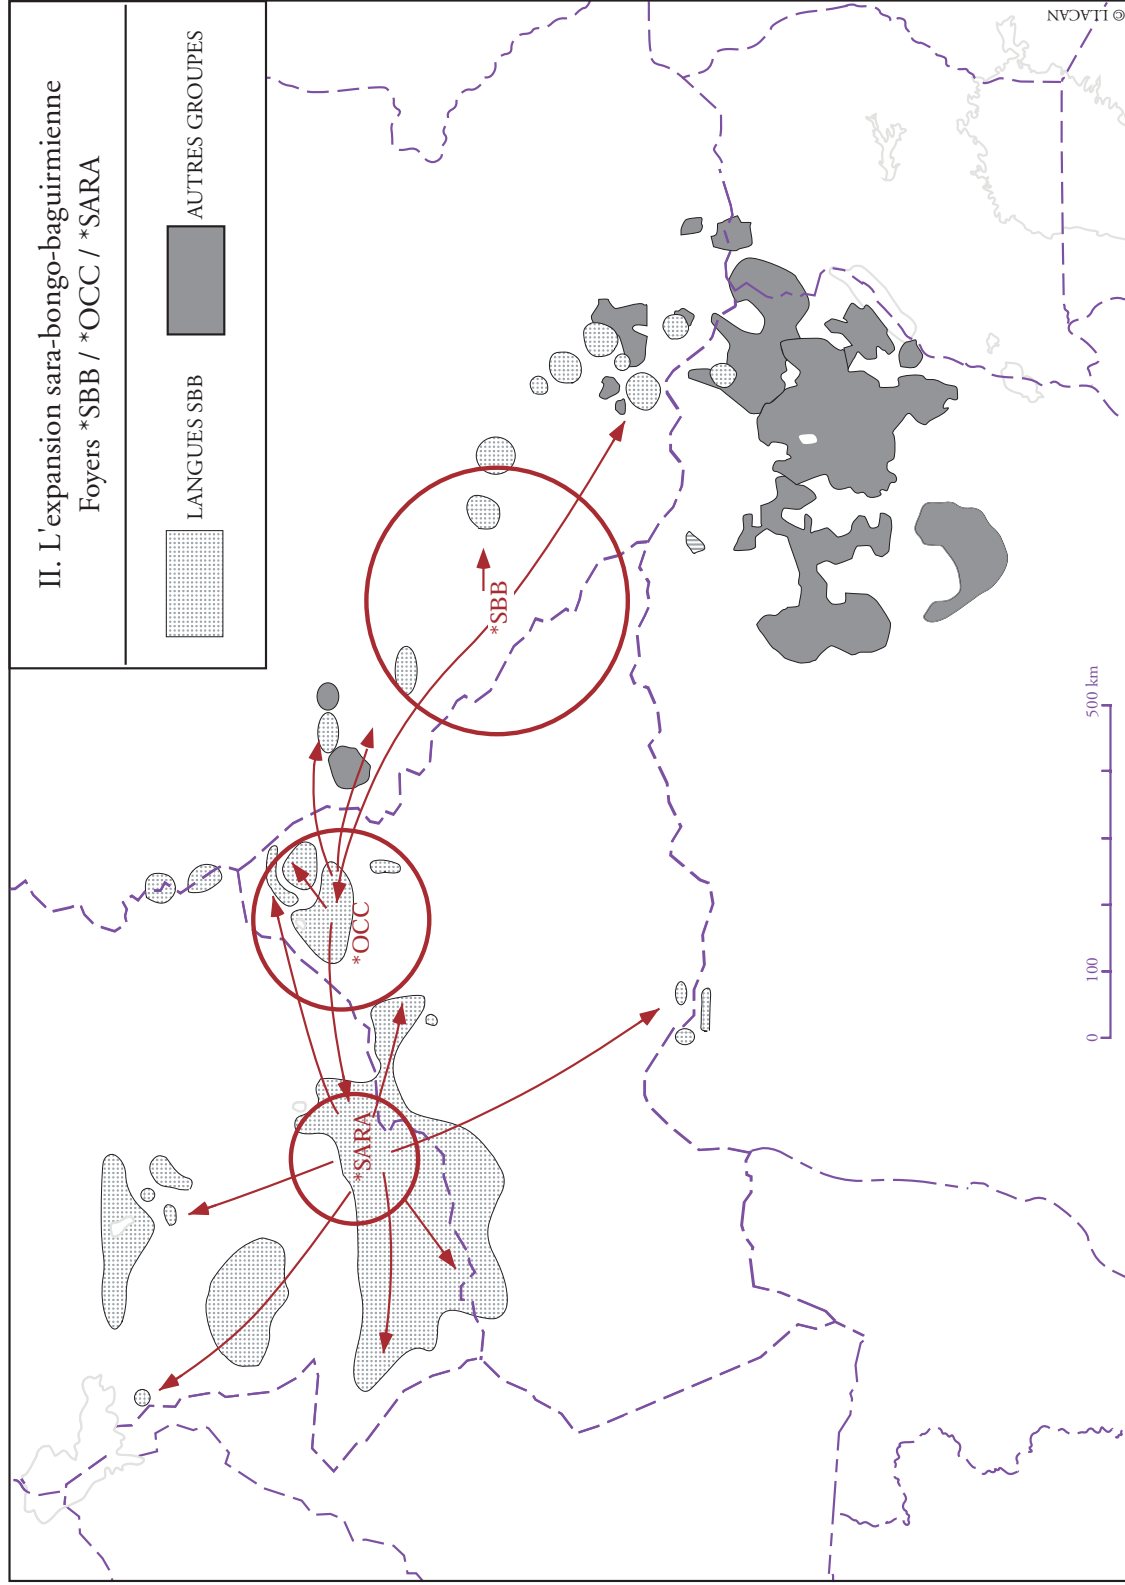 II. L'expansion sara-bongo-baguirmienne
Foyers *SBB / *OCC / *SARA
LANGUES SBB
AUTRES GROUPES
*SARA
*OCC
*SBB
0
100
500 km
© LLACAN